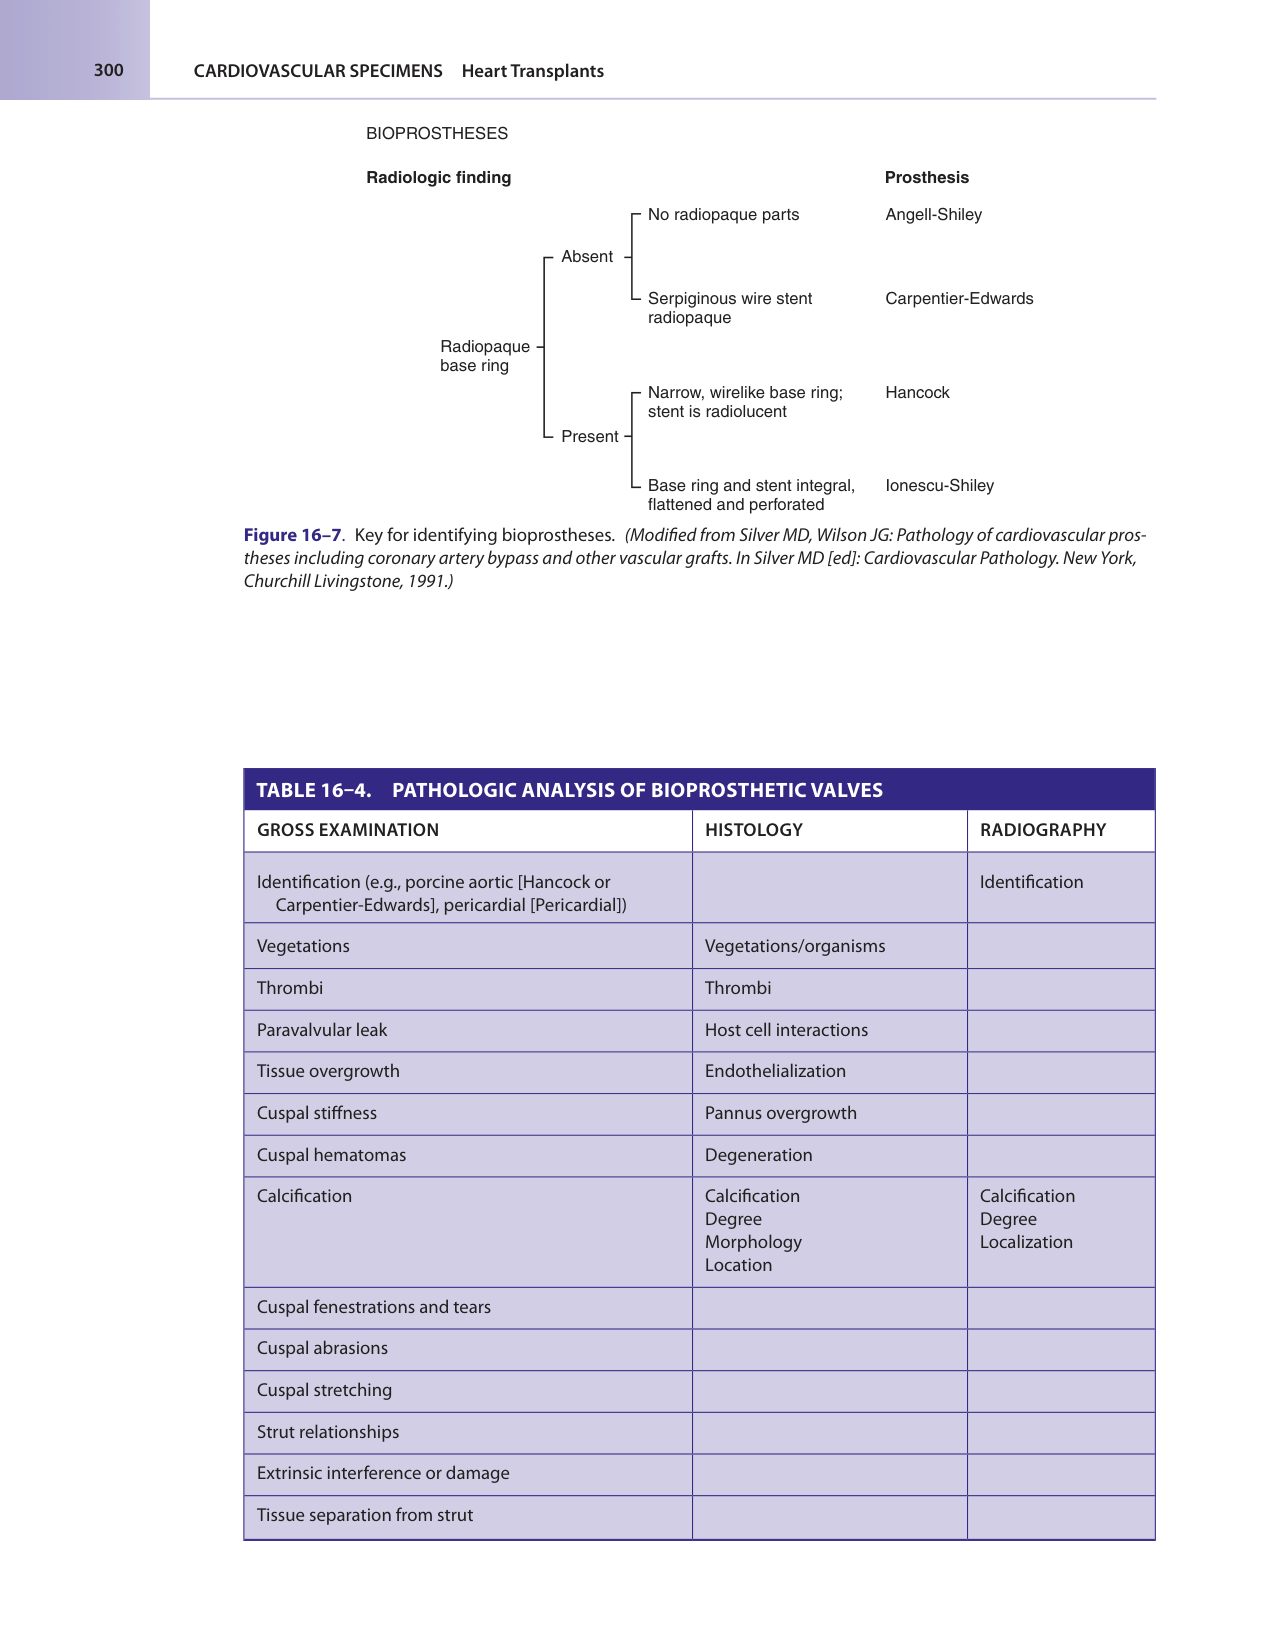 300
CARDIOVASCULAR SPECIMENS Heart Transplants
BIOPROSTHESES
Radiologic finding Prosthesis
No radiopaque parts Angell-Shiley
Absent
Serpiginous wire stent Carpentier-Edwards
radiopaque
Radiopaque
base ring
Narrow, wirelike base ring; Hancock
stent is radiolucent
Present
Base ring and stent integral, Ionescu-Shiley
flattened and perforated
Figure 16–7. Key for identifying bioprostheses. (Modified from Silver MD, Wilson JG: Pathology of cardiovascular pros-
theses including coronary artery bypass and other vascular grafts. In Silver MD [ed]: Cardiovascular Pathology. New York,
Churchill Livingstone, 1991.)
TABLE 16–4. PATHOLOGIC ANALYSIS OF BIOPROSTHETIC VALVES
GROSS EXAMINATION HISTOLOGY RADIOGRAPHY
Identification (e.g., porcine aortic [Hancock or Identification
Carpentier-Edwards], pericardial [Pericardial])
Vegetations Vegetations/organisms
Thrombi Thrombi
Paravalvular leak Host cell interactions
Tissue overgrowth Endothelialization
Cuspal stiffness Pannus overgrowth
Cuspal hematomas Degeneration
Calcification Calcification Calcification
Degree Degree
Morphology Localization
Location
Cuspal fenestrations and tears
Cuspal abrasions
Cuspal stretching
Strut relationships
Extrinsic interference or damage
Tissue separation from strut